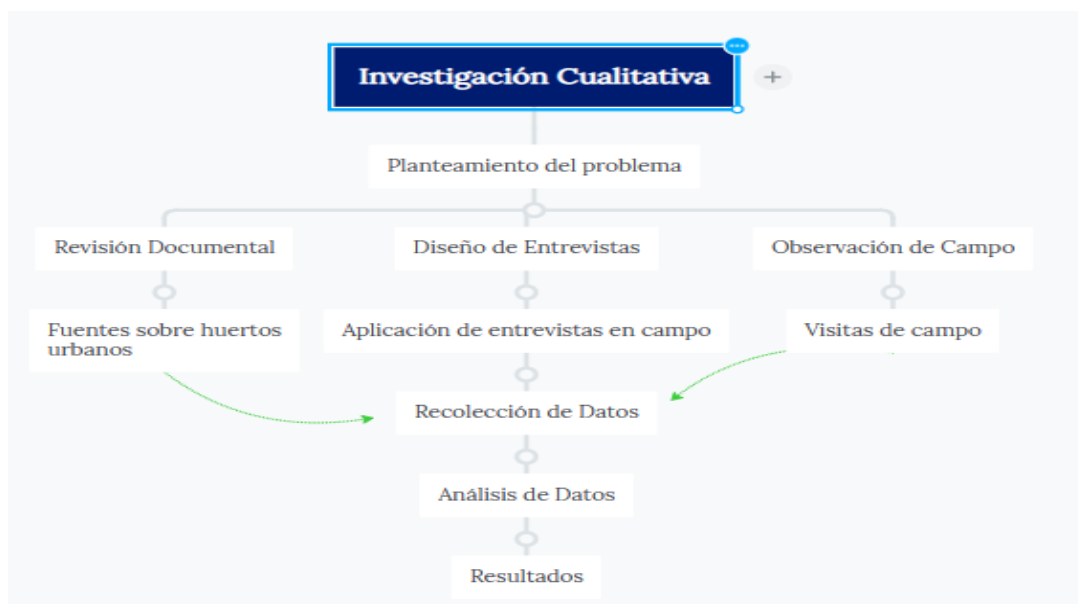 Investigación Cualitativa
Planteamiento del problema
Revisión Documental
Diseño de Entrevistas
Observación de Campo
Fuentes sobre huertos
urbanos
Aplicación de entrevistas en campo
Visitas de campo
Recolección de Datos
Análisis de Datos
Resultados